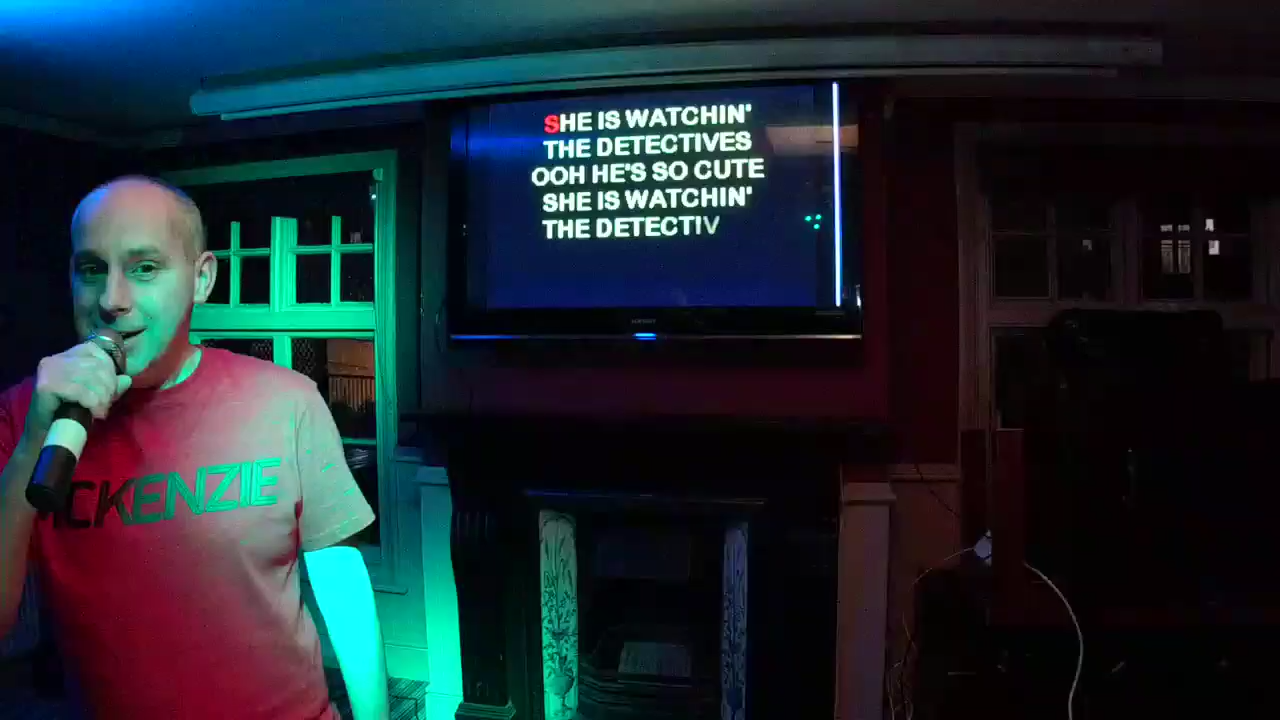 SHE IS WATCHIN'
THE DETECTIVES
OOH HE'S SO CUTE
SHE IS WATCHIN'
THE DETECTIV
CKENZIE